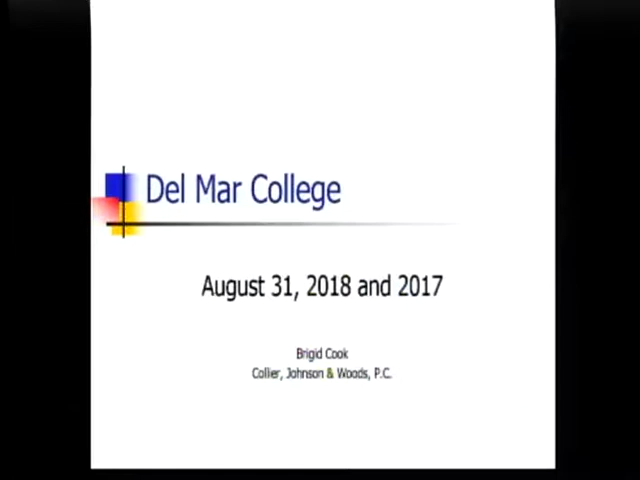 Del Mar College
August 31, 2018 and 2017
Brigid Cook
Collier, Johnson & Woods, P.C.